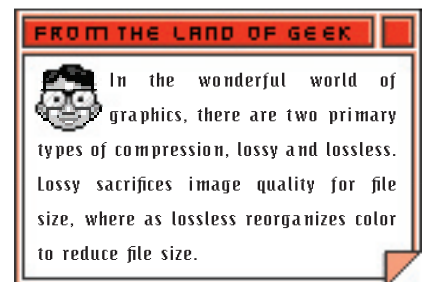 FROM THE LAND OF GEEK
In the wonderful world of
graphics, there are two primary
types of compression, lossy and lossless.
Lossy sacrifices image quality for file
size, where as lossless reorganizes color
to reduce file size.